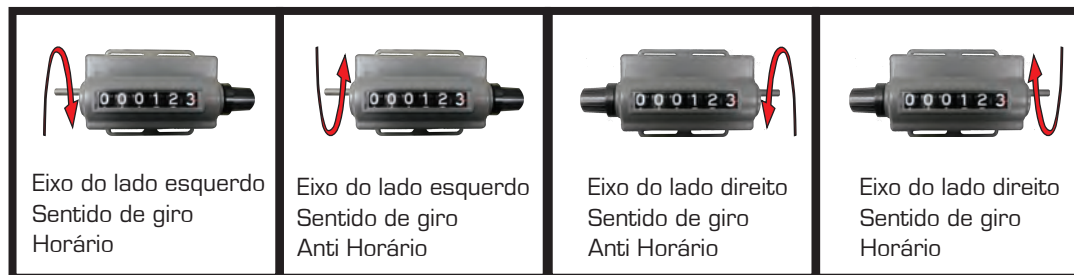 000123
Eixo do lado esquerdo
Sentido de giro
Horário
000123
Eixo do lado esquerdo
Sentido de giro
Anti Horário
000123
Eixo do lado direito
Sentido de giro
Anti Horário
000123
Eixo do lado direito
Sentido de giro
Horário